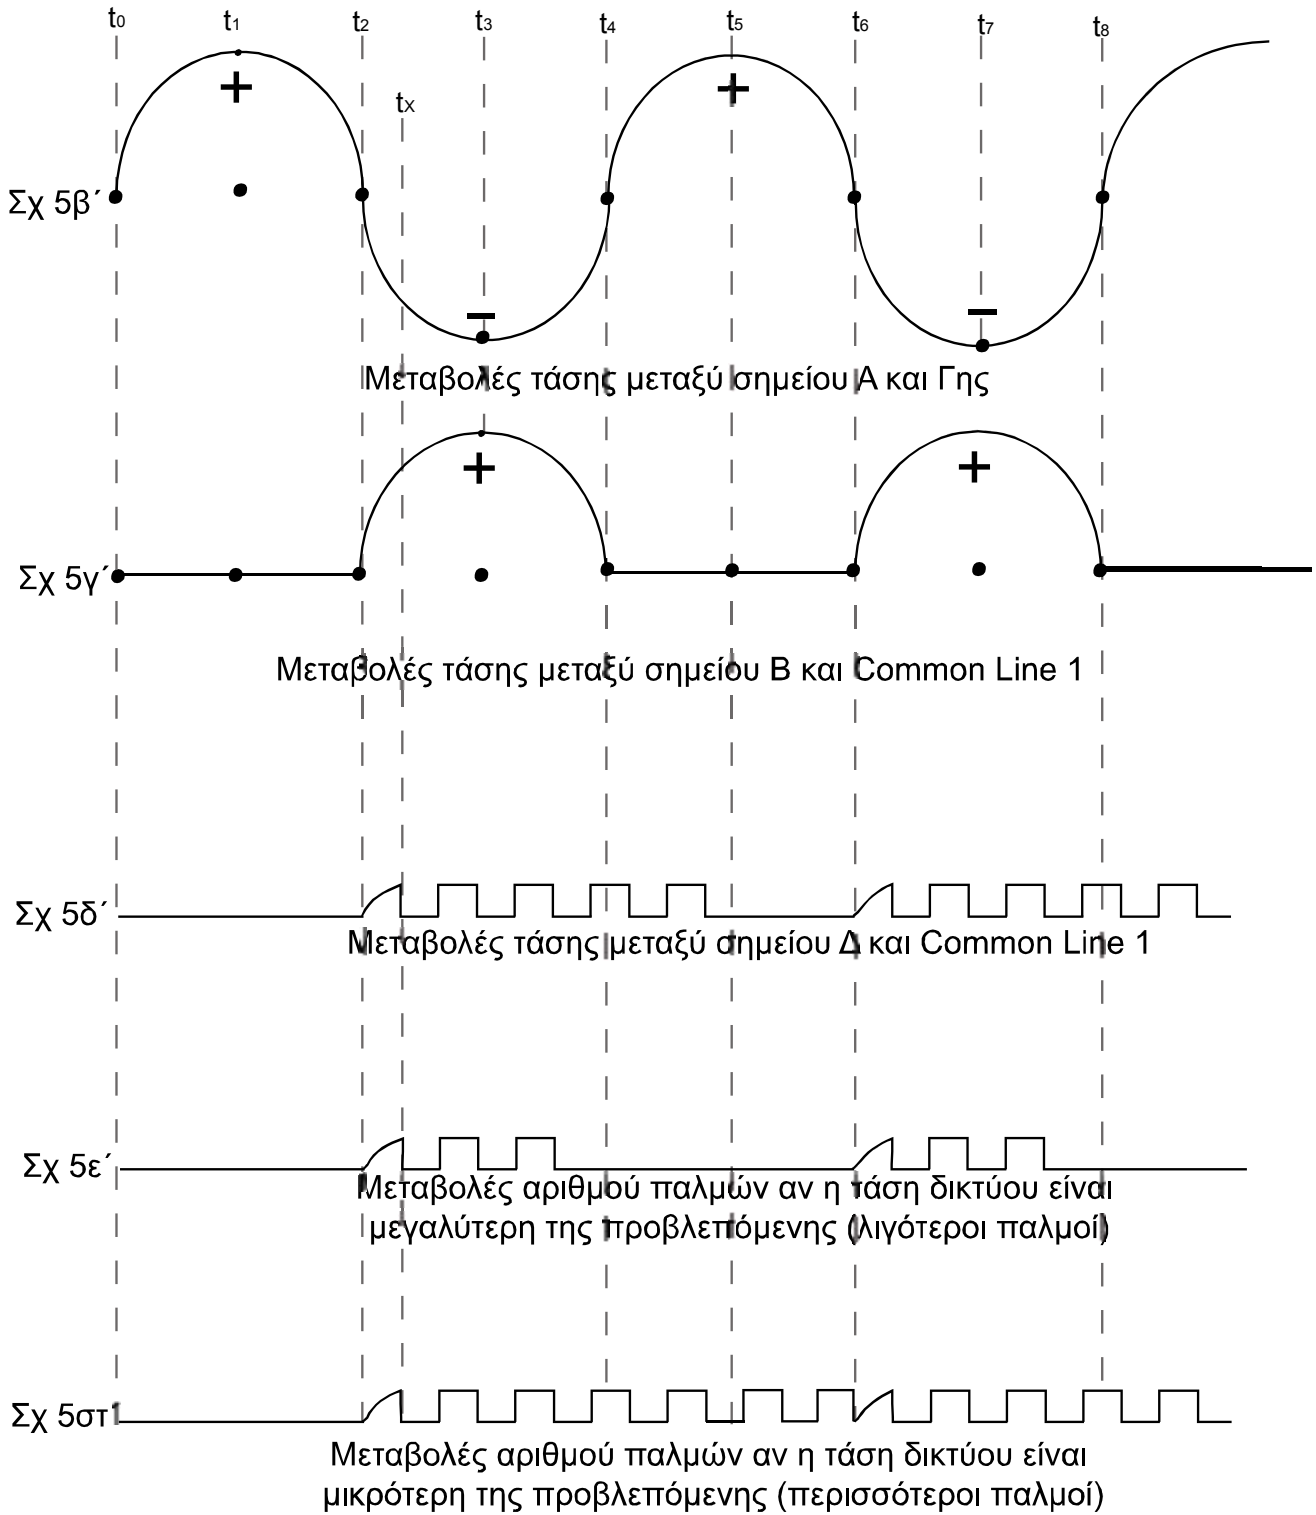 t0 t1 t2 t3 t4 t5 t6 t7 t8
tx
+ +
Σχ 5β΄
− −
Μεταβολές τάσης μεταξύ σημείου Α και Γης
+ +
Σχ 5γ΄
Μεταβολές τάσης μεταξύ σημείου Β και Common Line 1
Σχ 5δ΄
Μεταβολές τάσης μεταξύ σημείου Δ και Common Line 1
Σχ 5ε΄
Μεταβολές αριθμού παλμών αν η τάση δικτύου είναι
μεγαλύτερη της προβλεπόμενης (λιγότεροι παλμοί)
Σχ 5στ΄
Μεταβολές αριθμού παλμών αν η τάση δικτύου είναι
μικρότερη της προβλεπόμενης (περισσότεροι παλμοί)